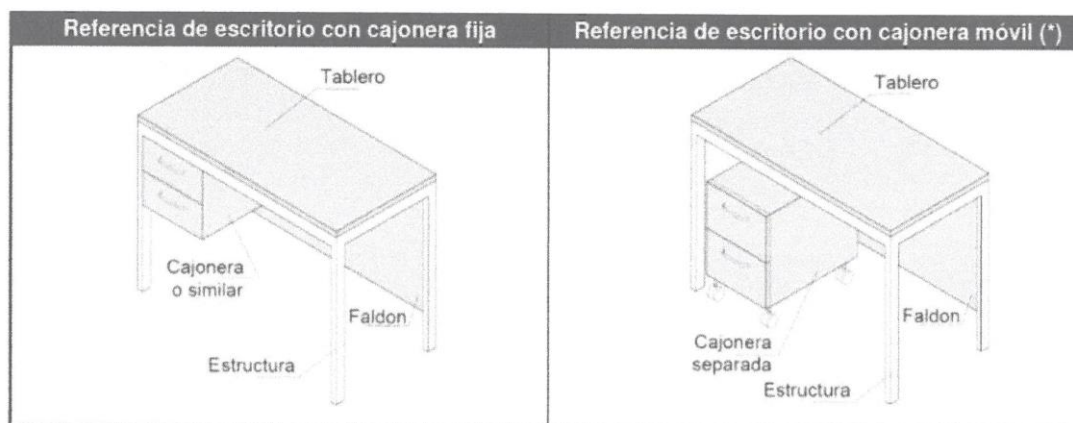 Referencia de escritorio con cajonera fija
Tablero
Cajonera
o similar
Faldon
Estructura
Referencia de escritorio con cajonera móvil (*)
Tablero
Faldon
Cajonera
separada
Estructura